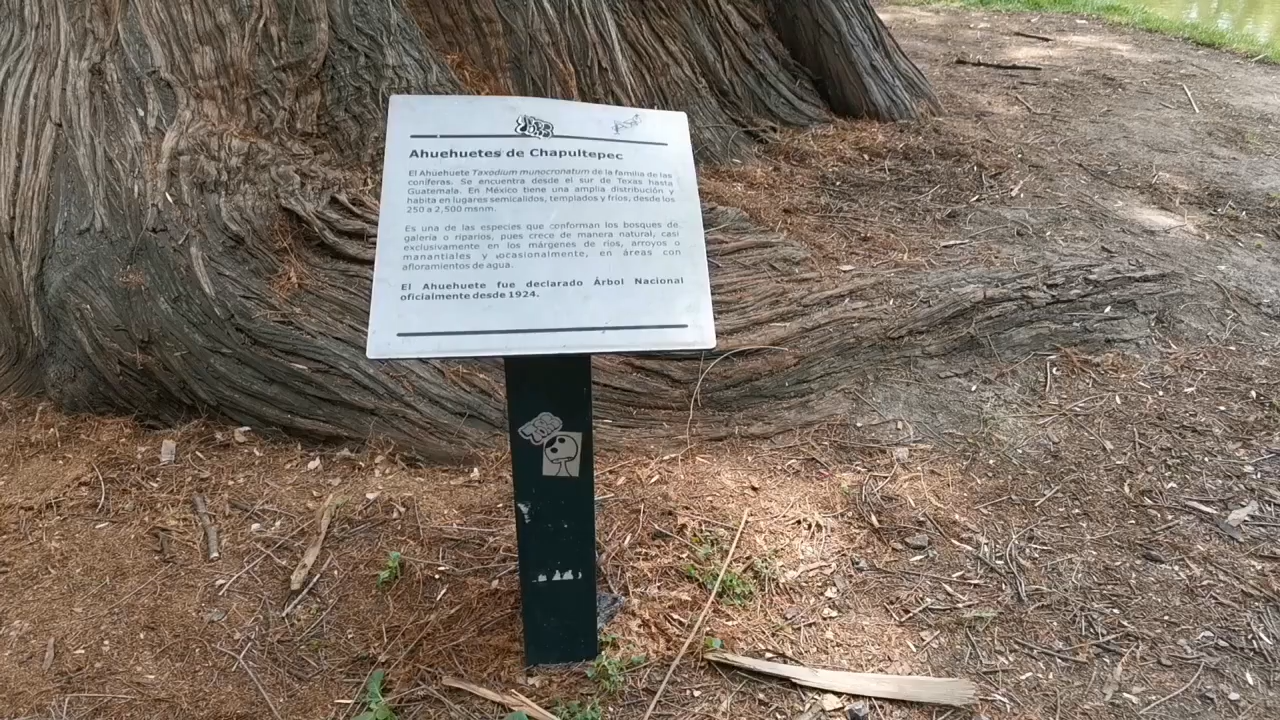 Ahuehuetes de Chapultepec
El Ahuehuete Taxodium munocronatum de la familia de las
coníferas. Se encuentra desde el sur de Texas hasta
Guatemala. En México tiene una amplia distribución y
habita en lugares semicalidos, templados y fríos, desde los
250 a 2,500 msnm.
Es una de las especies que conforman los bosques de
galería o riparios, pues crece de manera natural, casi
exclusivamente en los márgenes de ríos, arroyos o
manantiales y ocasionalmente, en áreas con
afloramientos de agua.
El Ahuehuete fue declarado Árbol Nacional
oficialmente desde 1924.